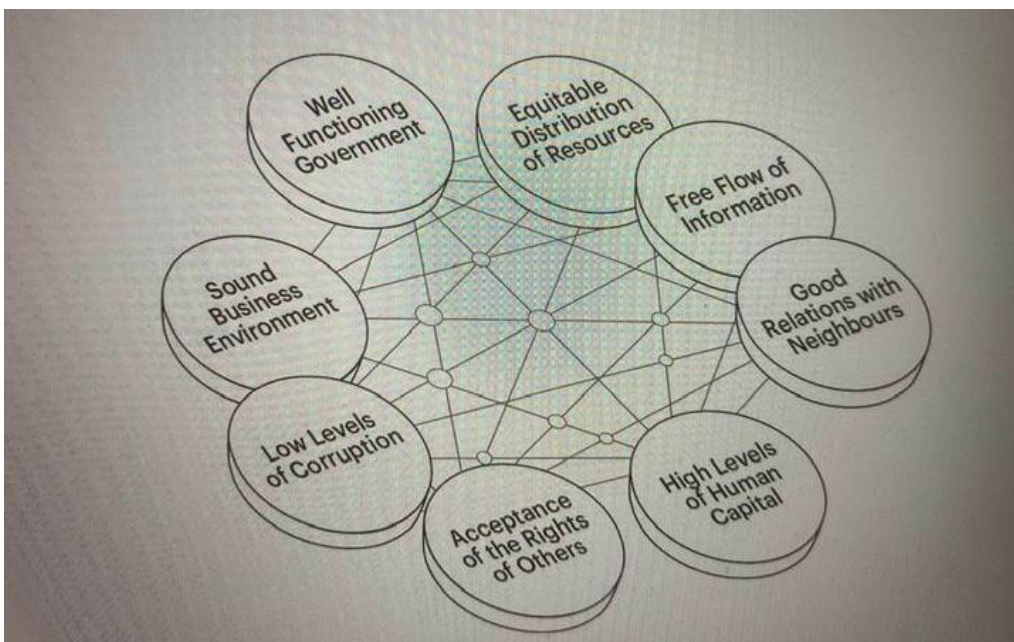 Well
Functioning
Government
Equitable
Distribution
of Resources
Free Flow of
Information
Sound
Business
Environment
Good
Relations with
Neighbours
Low Levels
of Corruption
High Levels
of Human
Capital
Acceptance
of the Rights
of Others